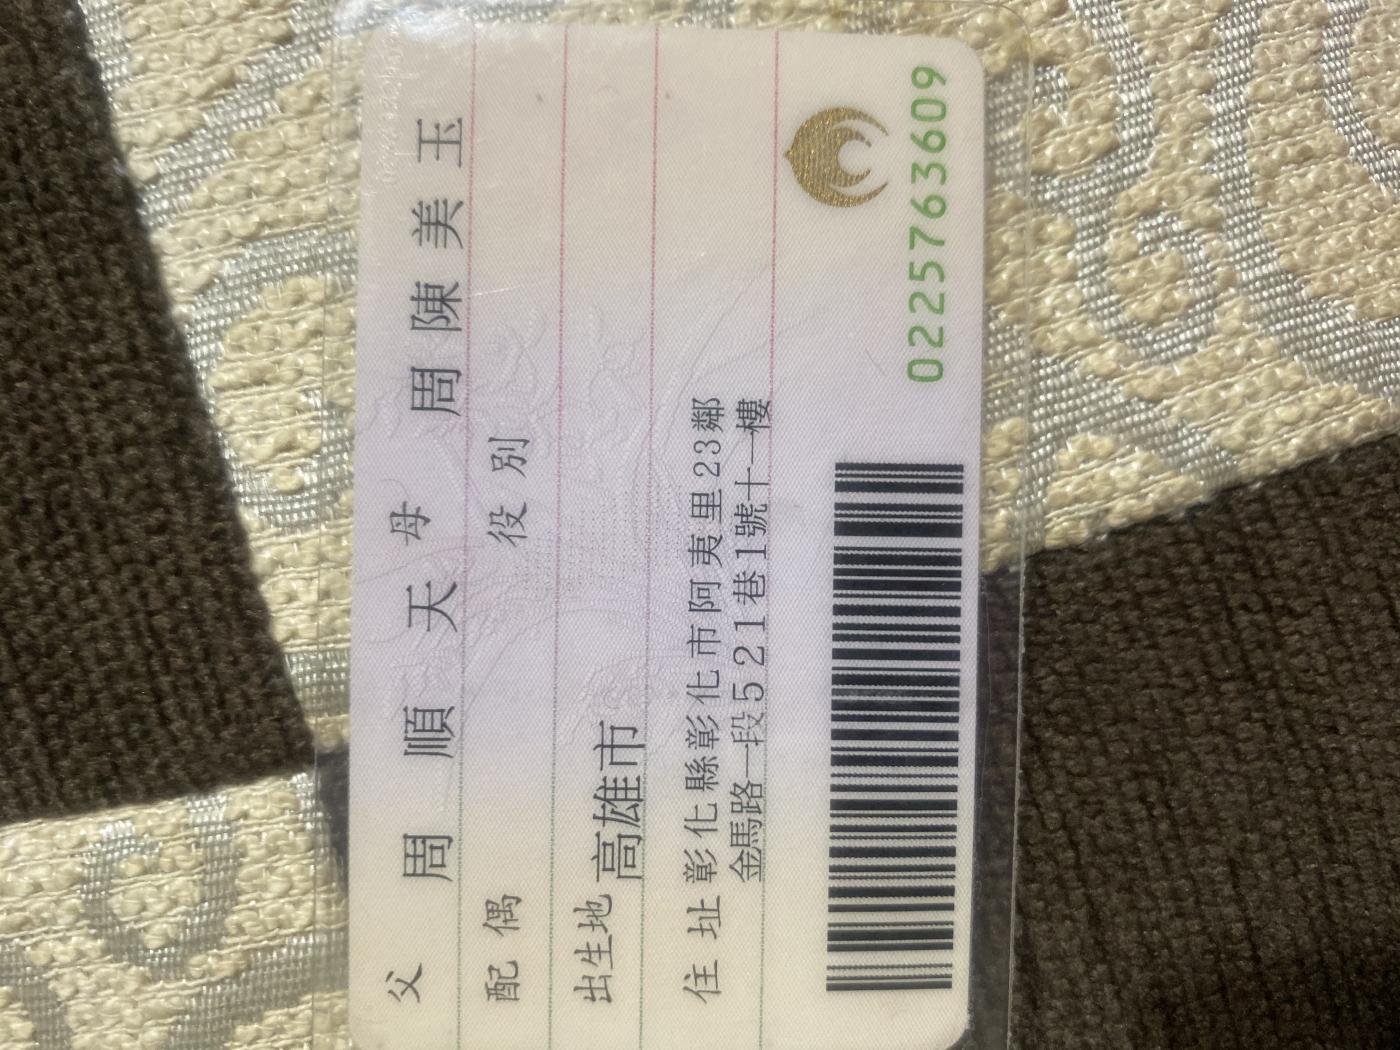 父 周順天 母 周陳美玉
配偶 役別
出生地 高雄市
住址 彰化縣彰化市阿夷里23鄰
金馬路一段521巷1號十一樓
0225763609